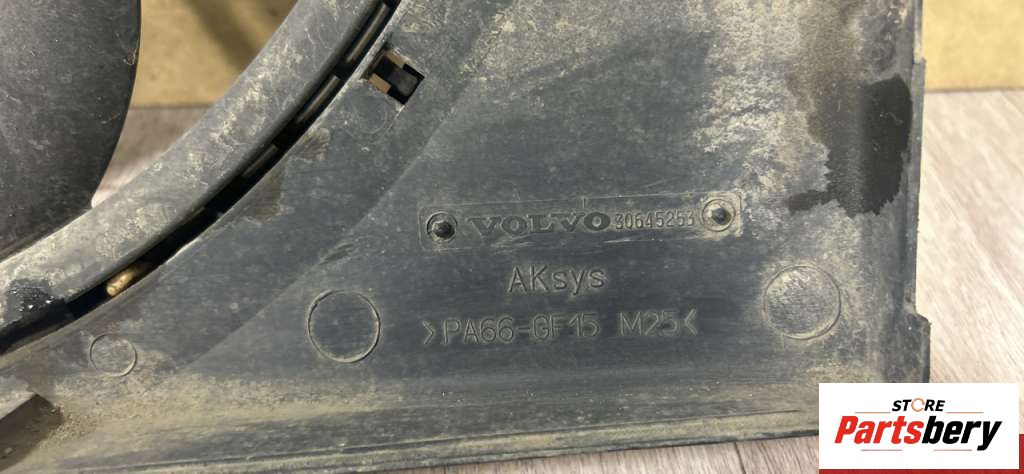 VOLVO 30645253
AKsys
>PA66-GF15 M25<
STORE
Partsbery